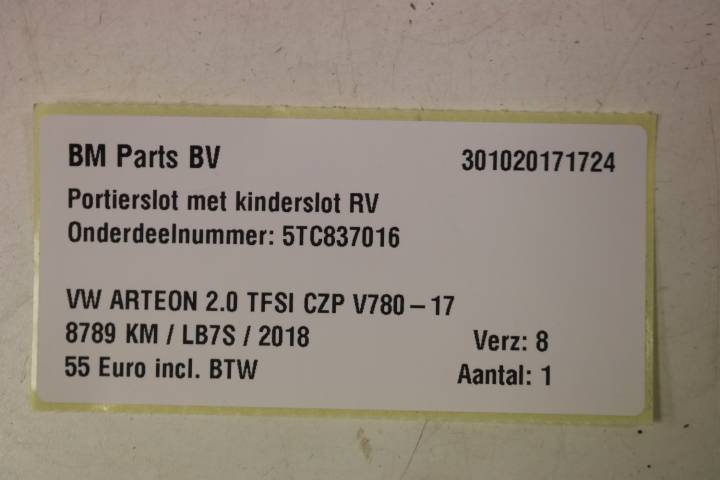 BM Parts BV 301020171724
Portierslot met kinderslot RV
Onderdeelnummer: 5TC837016
VW ARTEON 2.0 TFSI CZP V780-17
8789 KM / LB7S / 2018 Verz: 8
55 Euro incl. BTW Aantal: 1